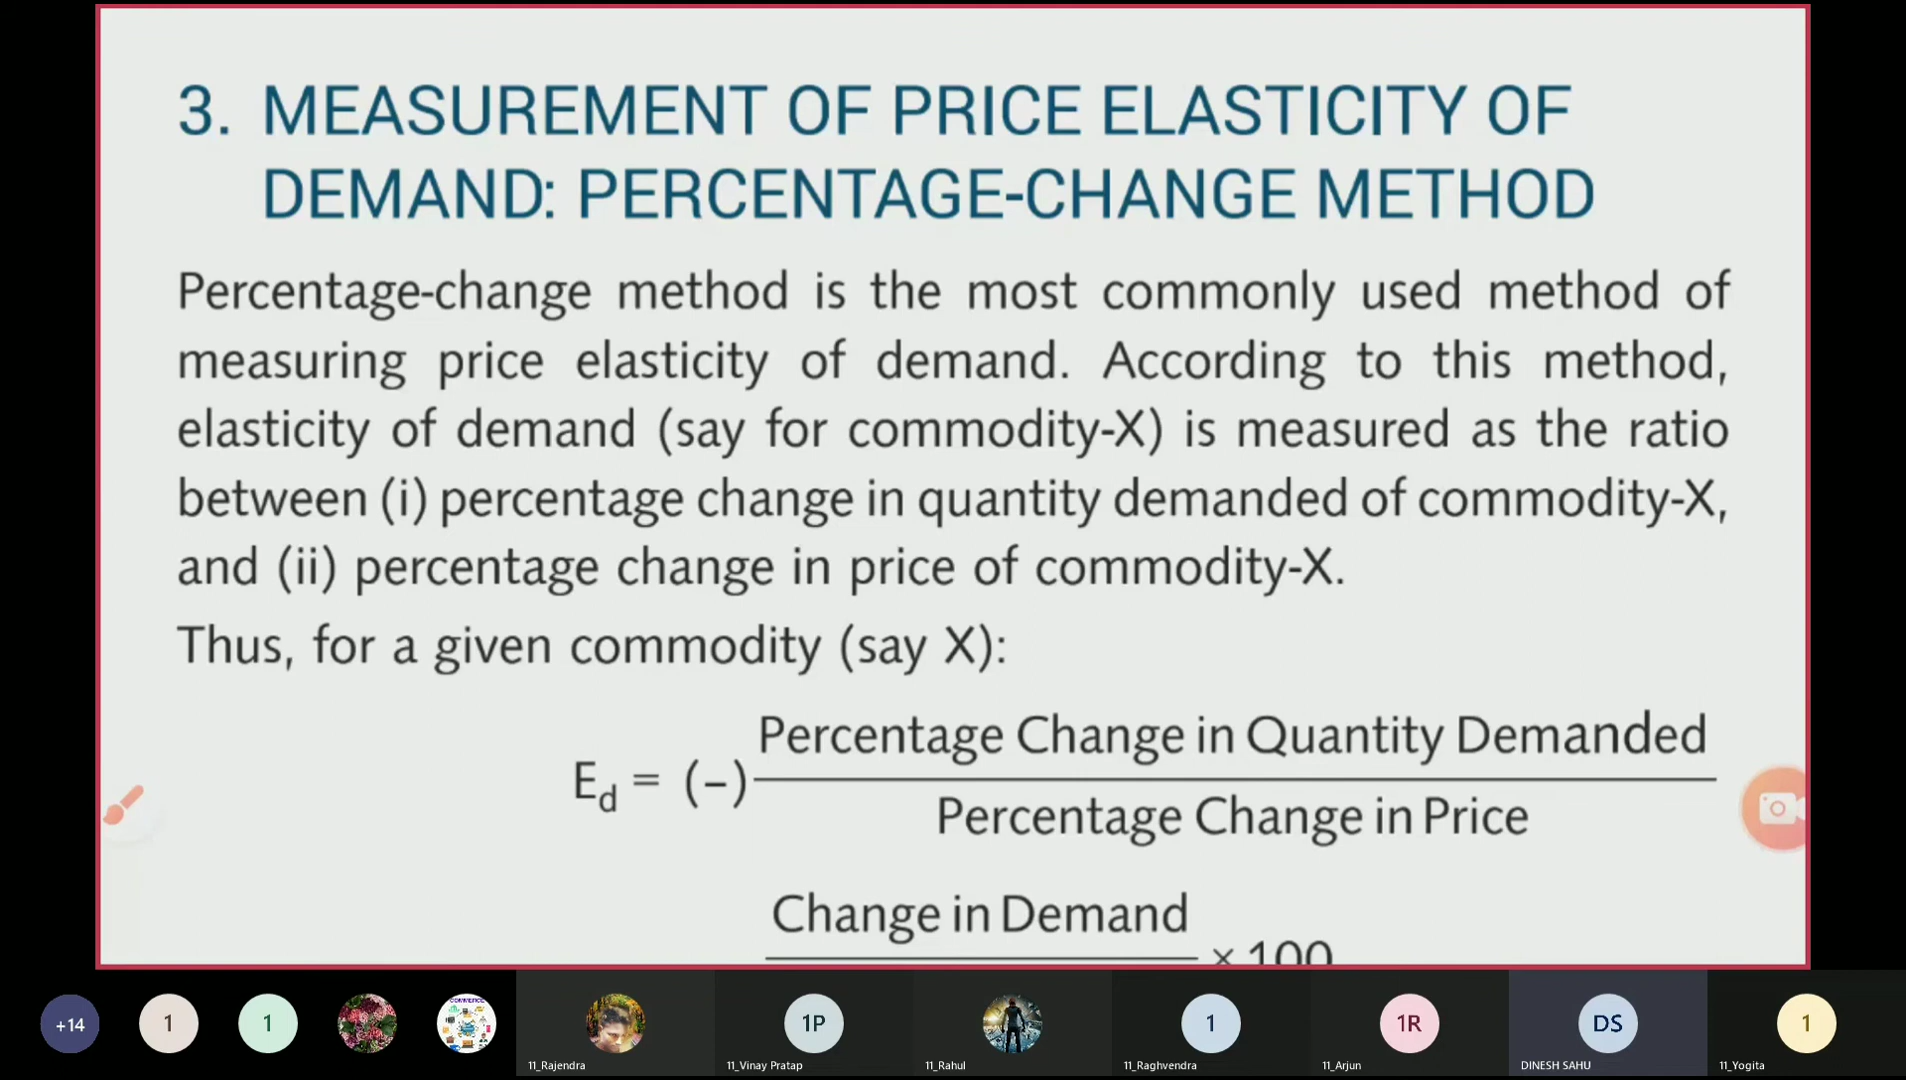 3. MEASUREMENT OF PRICE ELASTICITY OF
DEMAND: PERCENTAGE-CHANGE METHOD
Percentage-change method is the most commonly used method of
measuring price elasticity of demand. According to this method,
elasticity of demand (say for commodity-X) is measured as the ratio
between (i) percentage change in quantity demanded of commodity-X,
and (ii) percentage change in price of commodity-X.
Thus, for a given commodity (say X):
Percentage Change in Quantity Demanded
Ed = (–)
Percentage Change in Price
Change in Demand
× 100
+14
1
1
COMMERCE
1P
1
1R
DS
1
11_Rajendra
11_Vinay Pratap
11_Rahul
11_Raghvendra
11_Arjun
DINESH SAHU
11_Yogita